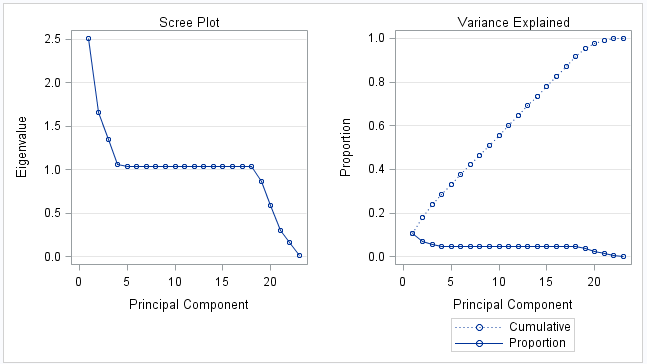 Scree Plot
2.5
2.0
1.5
1.0
0.5
0.0
Eigenvalue
0 5 10 15 20
Principal Component
Variance Explained
1.0
0.8
0.6
0.4
0.2
0.0
Proportion
0 5 10 15 20
Principal Component
Cumulative
Proportion